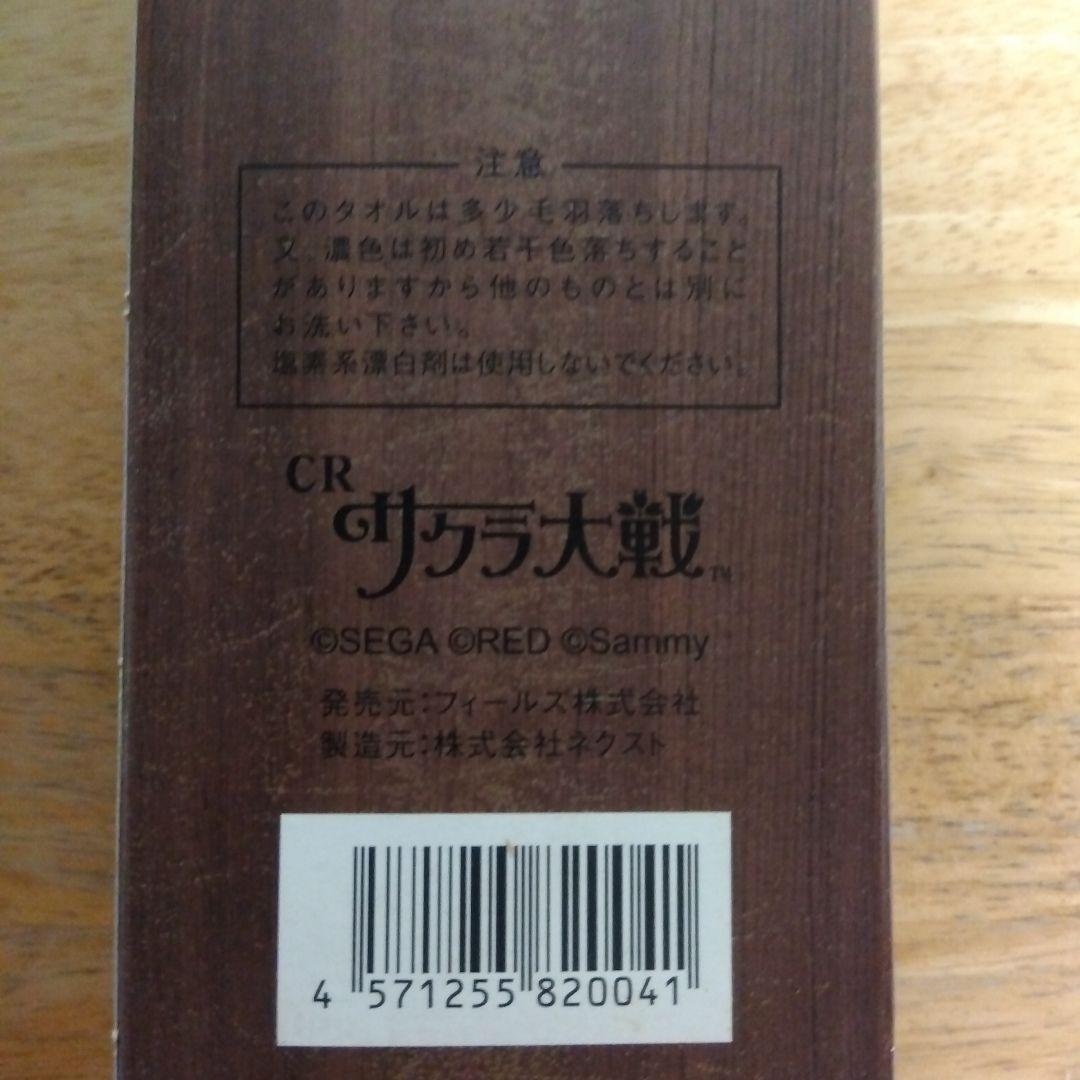 注意
このタオルは多少毛羽落ちします。
又、濃色は初め若干色落ちすること
がありますから他のものとは別に
お洗い下さい。
塩素系漂白剤は使用しないでください。
CR
サクラ大戦™
©SEGA ©RED ©Sammy
発売元:フィールズ株式会社
製造元:株式会社ネクスト
4 571255 820041